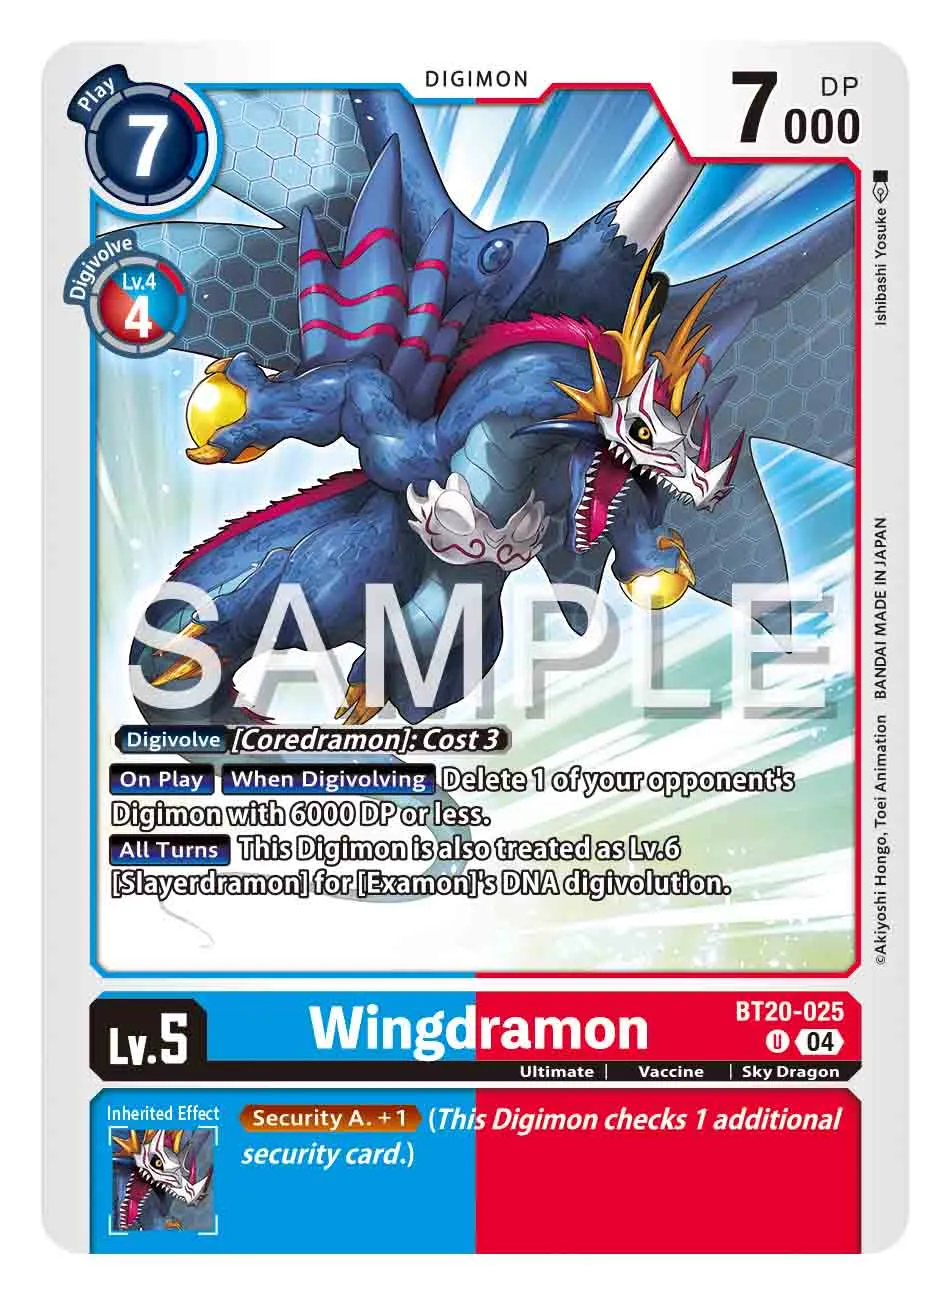 DIGIMON
Play
7
7000
DP
Digivolve
Lv.4
4
Ishibashi Yosuke
SAMPLE
©Akiyoshi Hongo, Toei Animation BANDAI MADE IN JAPAN
Digivolve [Coredramon]: Cost 3
On Play When Digivolving Delete 1 of your opponent's
Digimon with 6000 DP or less.
All Turns This Digimon is also treated as Lv.6
[Slayerdramon] for [Examon]'s DNA digivolution.
Lv.5
Wingdramon
BT20-025
U 04
Ultimate | Vaccine | Sky Dragon
Inherited Effect
Security A. +1 (This Digimon checks 1 additional
security card.)